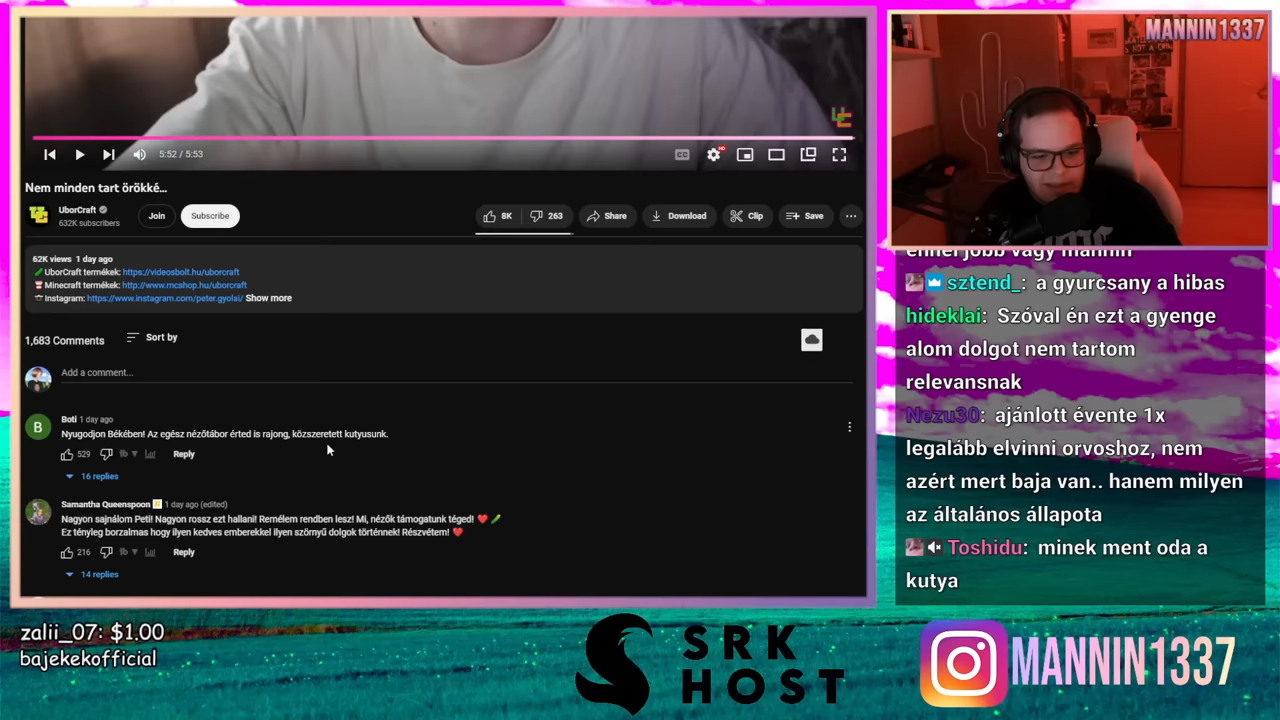 5:52 / 5:53
Nem minden tart örökké...
UborCraft
632K subscribers
Join
Subscribe
8K
263
Share
Download
Clip
Save
62K views 1 day ago
UborCraft termékek: https://videosbolt.hu/uborcraft
Minecraft termékek: http://www.mcshop.hu/uborcraft
Instagram: https://www.instagram.com/peter.gyolai/ Show more
1,683 Comments
Sort by
Add a comment...
B
Boti 1 day ago
Nyugodjon Békében! Az egész nézőtábor érted is rajong, közszeretett kutyusunk.
529
Reply
16 replies
Samantha Queenspoon 1 day ago (edited)
Nagyon sajnálom Peti! Nagyon rossz ezt hallani! Remélem rendben lesz! Mi, nézők támogatunk téged! ❤️
Ez tényleg borzalmas hogy ilyen kedves emberekkel ilyen szörnyű dolgok történnek! Részvétem! ❤️
216
Reply
14 replies
MANNIN1337
ennél jobb vagy mannin
sztend_: a gyurcsany a hibas
hideklai: Szóval én ezt a gyenge
alom dolgot nem tartom
relevansnak
Nezu30: ajánlott évente 1x
legalább elvinni orvoshoz, nem
azért mert baja van.. hanem milyen
az általános állapota
Toshidu: minek ment oda a
kutya
zalii_07: $1.00
bajekekofficial
SRK
HOST
MANNIN1337